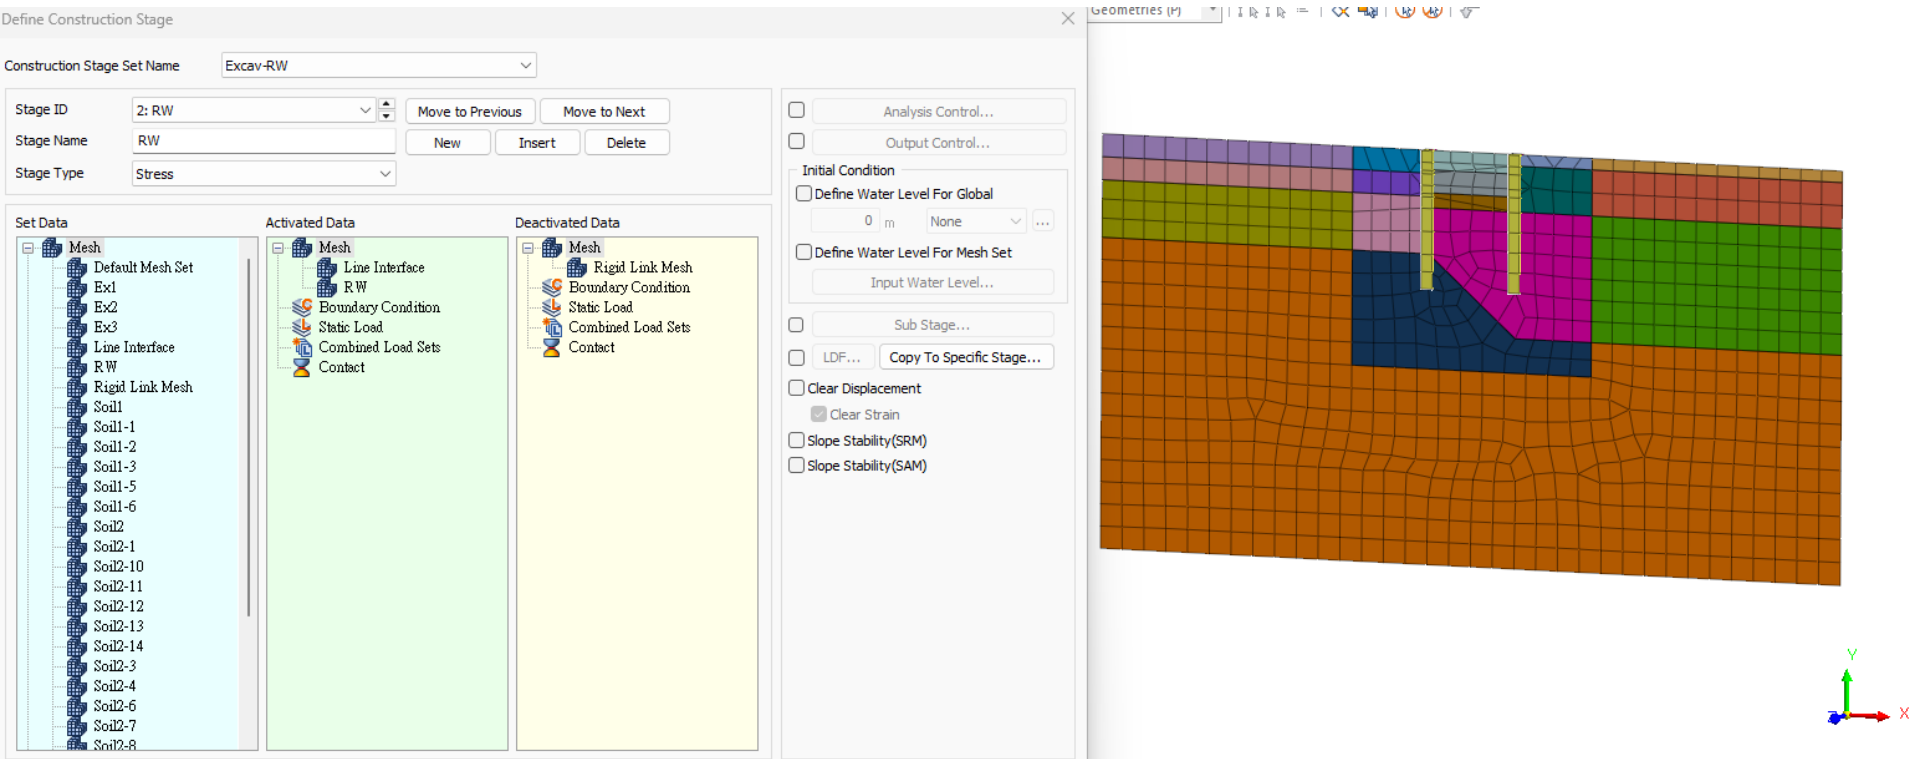 Define Construction Stage
Geometries (P)
Construction Stage Set Name
Excav-RW
Stage ID
2: RW
Move to Previous
Move to Next
Stage Name
RW
New
Insert
Delete
Stage Type
Stress
Set Data
Mesh
Default Mesh Set
Ex1
Ex2
Ex3
Line Interface
RW
Rigid Link Mesh
Soil1
Soil1-1
Soil1-2
Soil1-3
Soil1-5
Soil1-6
Soil2
Soil2-1
Soil2-10
Soil2-11
Soil2-12
Soil2-13
Soil2-14
Soil2-3
Soil2-4
Soil2-6
Soil2-7
Soil2-8
Activated Data
Mesh
Line Interface
RW
Boundary Condition
Static Load
Combined Load Sets
Contact
Deactivated Data
Mesh
Rigid Link Mesh
Boundary Condition
Static Load
Combined Load Sets
Contact
Analysis Control...
Output Control...
Initial Condition
Define Water Level For Global
0 m None ...
Define Water Level For Mesh Set
Input Water Level...
Sub Stage...
LDF... Copy To Specific Stage...
Clear Displacement
Clear Strain
Slope Stability(SRM)
Slope Stability(SAM)
Y
Z
X